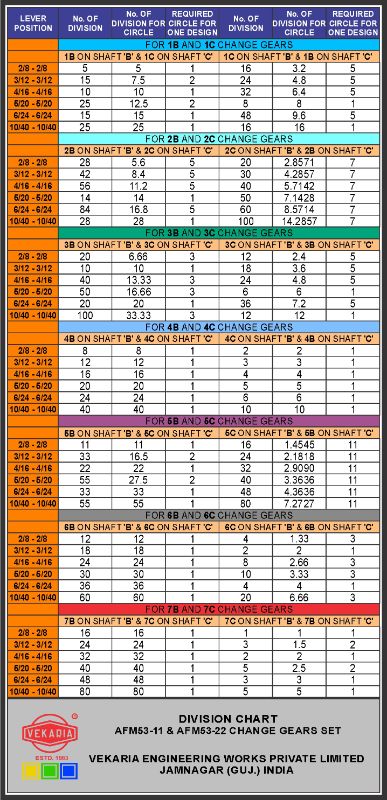 LEVER POSITION No. OF DIVISION No. OF DIVISION FOR CIRCLE REQUIRED CIRCLE FOR ONE DESIGN No. OF DIVISION No. OF DIVISION FOR CIRCLE REQUIRED CIRCLE FOR ONE DESIGN
FOR 1B AND 1C CHANGE GEARS
1B ON SHAFT 'B' & 1C ON SHAFT 'C' 1C ON SHAFT 'B' & 1B ON SHAFT 'C'
2/8 - 2/8 5 5 1 16 3.2 5
3/12 - 3/12 15 7.5 2 24 4.8 5
4/16 - 4/16 10 10 1 32 6.4 5
5/20 - 5/20 25 12.5 2 8 8 1
6/24 - 6/24 15 15 1 48 9.6 5
10/40 - 10/40 25 25 1 16 16 1
FOR 2B AND 2C CHANGE GEARS
2B ON SHAFT 'B' & 2C ON SHAFT 'C' 2C ON SHAFT 'B' & 2B ON SHAFT 'C'
2/8 - 2/8 28 5.6 5 20 2.8571 7
3/12 - 3/12 42 8.4 5 30 4.2857 7
4/16 - 4/16 56 11.2 5 40 5.7142 7
5/20 - 5/20 14 14 1 50 7.1428 7
6/24 - 6/24 84 16.8 5 60 8.5714 7
10/40 - 10/40 28 28 1 100 14.2857 7
FOR 3B AND 3C CHANGE GEARS
3B ON SHAFT 'B' & 3C ON SHAFT 'C' 3C ON SHAFT 'B' & 3B ON SHAFT 'C'
2/8 - 2/8 20 6.66 3 12 2.4 5
3/12 - 3/12 10 10 1 18 3.6 5
4/16 - 4/16 40 13.33 3 24 4.8 5
5/20 - 5/20 50 16.66 3 6 6 1
6/24 - 6/24 20 20 1 36 7.2 5
10/40 - 10/40 100 33.33 3 12 12 1
FOR 4B AND 4C CHANGE GEARS
4B ON SHAFT 'B' & 4C ON SHAFT 'C' 4C ON SHAFT 'B' & 4B ON SHAFT 'C'
2/8 - 2/8 8 8 1 2 2 1
3/12 - 3/12 12 12 1 3 3 1
4/16 - 4/16 16 16 1 4 4 1
5/20 - 5/20 20 20 1 5 5 1
6/24 - 6/24 24 24 1 6 6 1
10/40 - 10/40 40 40 1 10 10 1
FOR 5B AND 5C CHANGE GEARS
5B ON SHAFT 'B' & 5C ON SHAFT 'C' 5C ON SHAFT 'B' & 5B ON SHAFT 'C'
2/8 - 2/8 11 11 1 16 1.4545 11
3/12 - 3/12 33 16.5 2 24 2.1818 11
4/16 - 4/16 22 22 1 32 2.9090 11
5/20 - 5/20 55 27.5 2 40 3.3636 11
6/24 - 6/24 33 33 1 48 4.3636 11
10/40 - 10/40 55 55 1 80 7.2727 11
FOR 6B AND 6C CHANGE GEARS
6B ON SHAFT 'B' & 6C ON SHAFT 'C' 6C ON SHAFT 'B' & 6B ON SHAFT 'C'
2/8 - 2/8 12 12 1 4 1.33 3
3/12 - 3/12 18 18 1 2 2 1
4/16 - 4/16 24 24 1 8 2.66 3
5/20 - 5/20 30 30 1 10 3.33 3
6/24 - 6/24 36 36 1 4 4 1
10/40 - 10/40 60 60 1 20 6.66 3
FOR 7B AND 7C CHANGE GEARS
7B ON SHAFT 'B' & 7C ON SHAFT 'C' 7C ON SHAFT 'B' & 7B ON SHAFT 'C'
2/8 - 2/8 16 16 1 1 1 1
3/12 - 3/12 24 24 1 3 1.5 2
4/16 - 4/16 32 32 1 2 2 1
5/20 - 5/20 40 40 1 5 2.5 2
6/24 - 6/24 48 48 1 3 3 1
10/40 - 10/40 80 80 1 5 5 1
VEKARIA ®
ESTD. 1983
DIVISION CHART
AFM53-11 & AFM53-22 CHANGE GEARS SET
VEKARIA ENGINEERING WORKS PRIVATE LIMITED
JAMNAGAR (GUJ.) INDIA